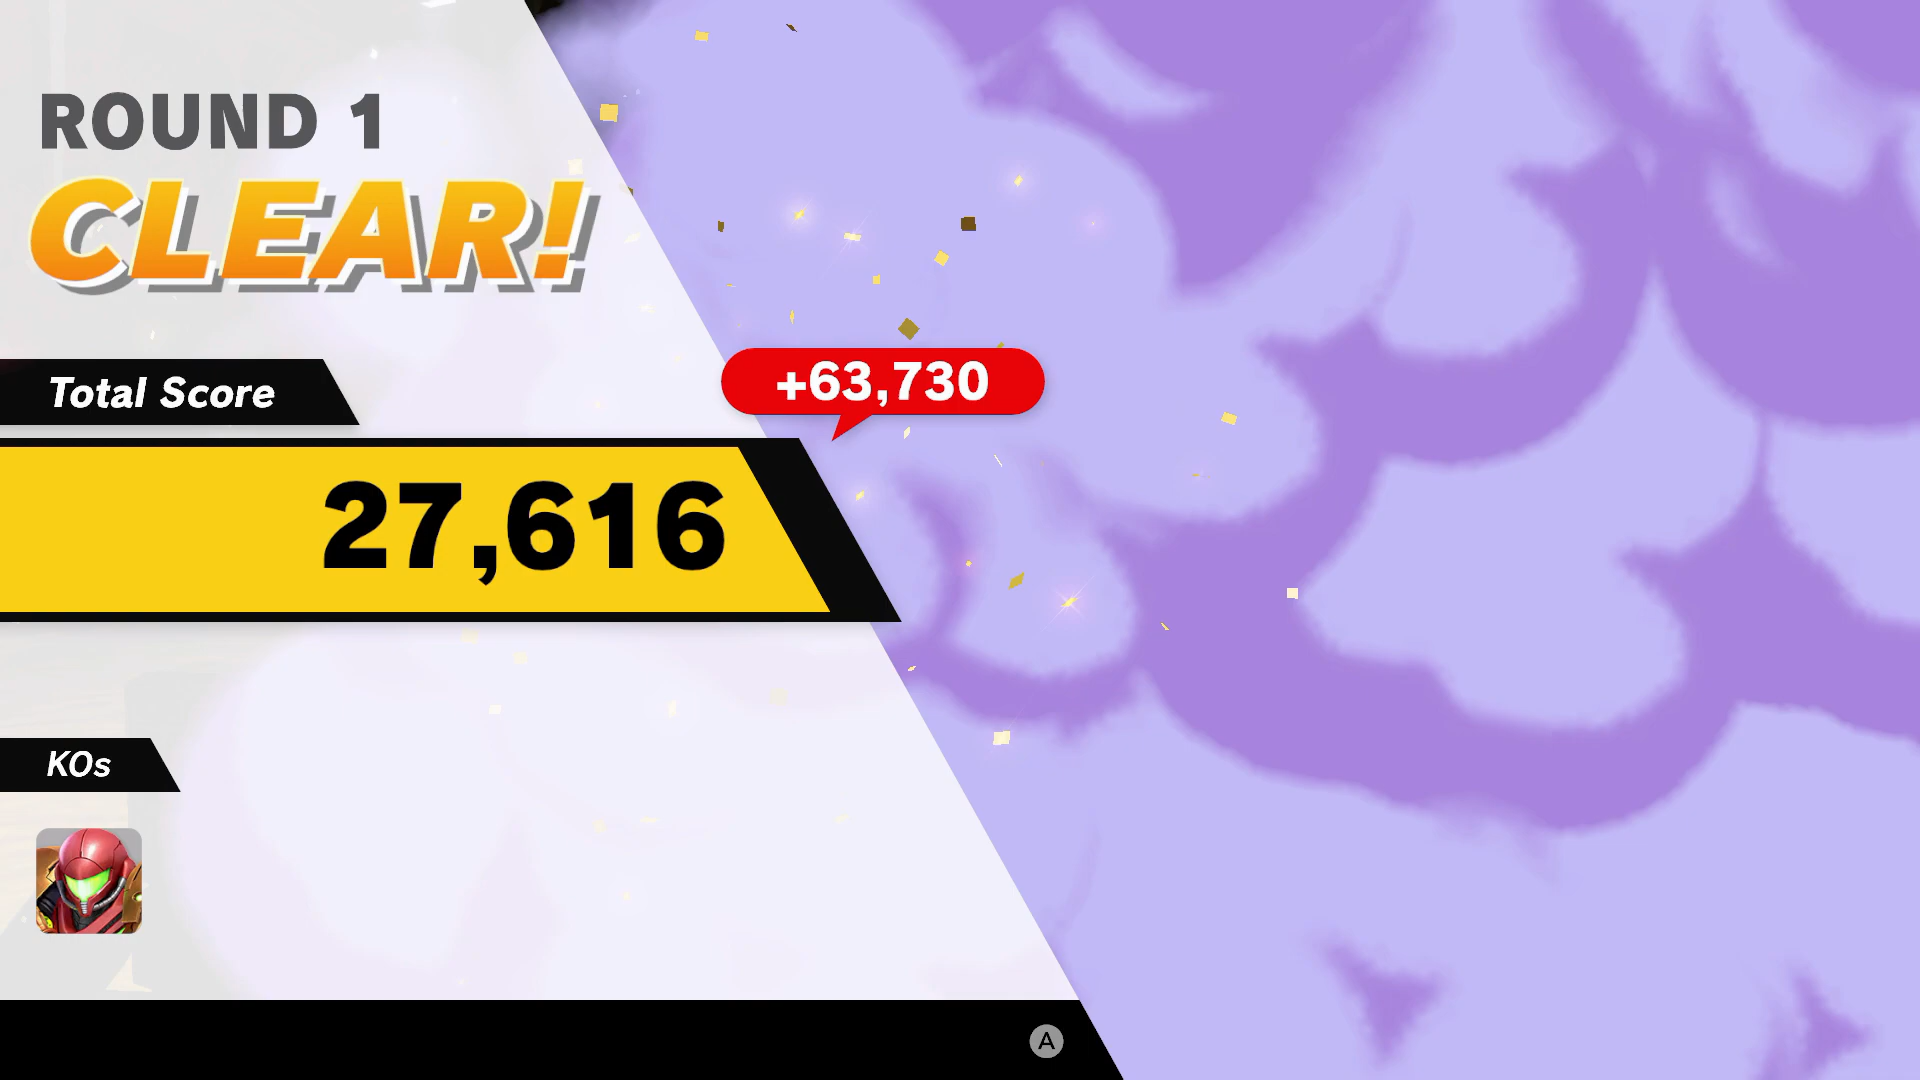 ROUND 1
CLEAR!
Total Score
+63,730
27,616
KOs
A